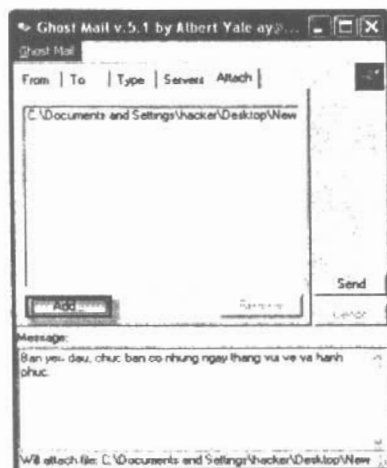 Ghost Mail v.5.1 by Albert Yale ay@...
Ghost Mail
From To Type Servers Attach
C:\Documents and Settings\hacker\Desktop\New
Send
Add...
Remove
Cancel
Message:
Ban yeu dau, chuc ban co nhung ngay thang vui ve va hanh
phuc.
Will attach file: C:\Documents and Settings\hacker\Desktop\New